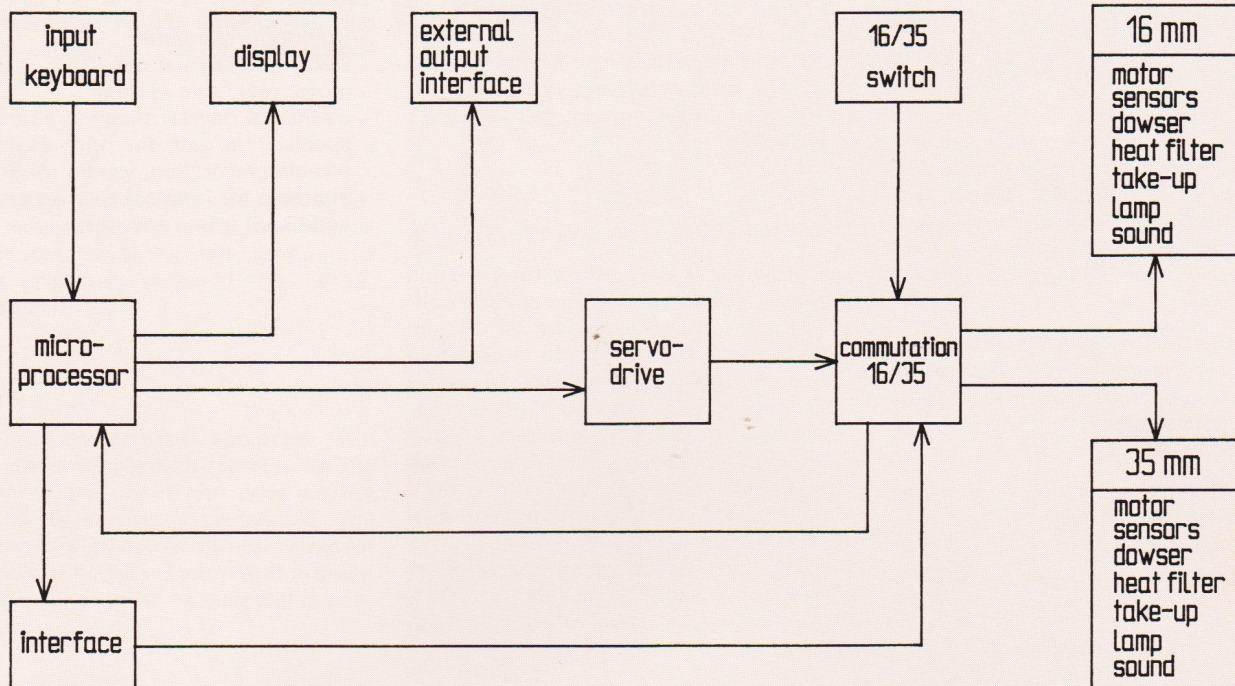 input
keyboard
display
external
output
interface
16/35
switch
16 mm
motor
sensors
dowser
heat filter
take-up
lamp
sound
micro-
processor
servo-
drive
commutation
16/35
35 mm
motor
sensors
dowser
heat filter
take-up
lamp
sound
interface